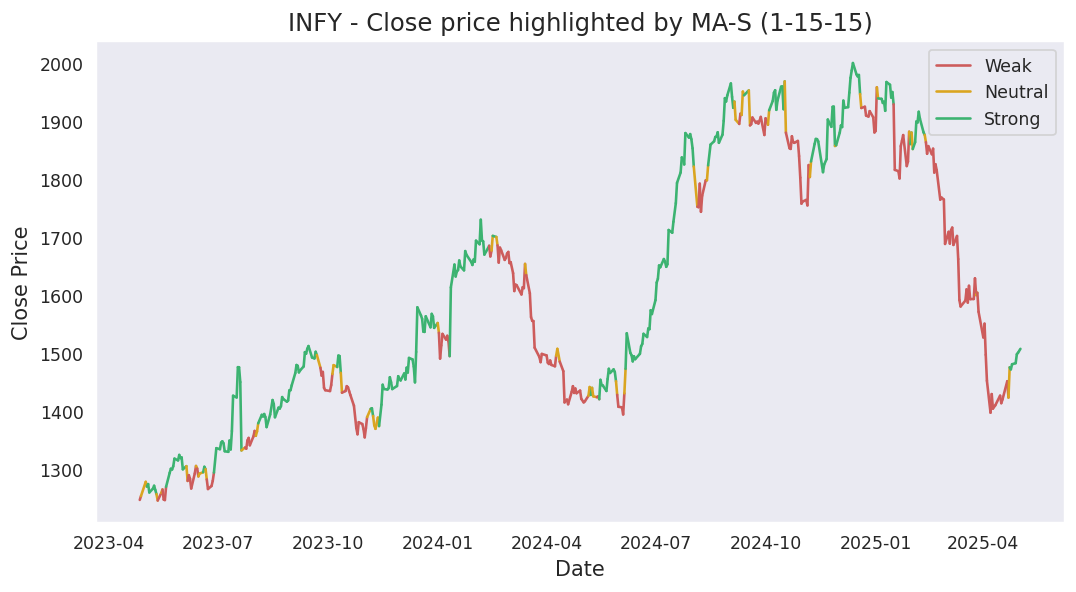 INFY - Close price highlighted by MA-S (1-15-15)
Weak
Neutral
Strong
Close Price
2000
1900
1800
1700
1600
1500
1400
1300
2023-04 2023-07 2023-10 2024-01 2024-04 2024-07 2024-10 2025-01 2025-04
Date